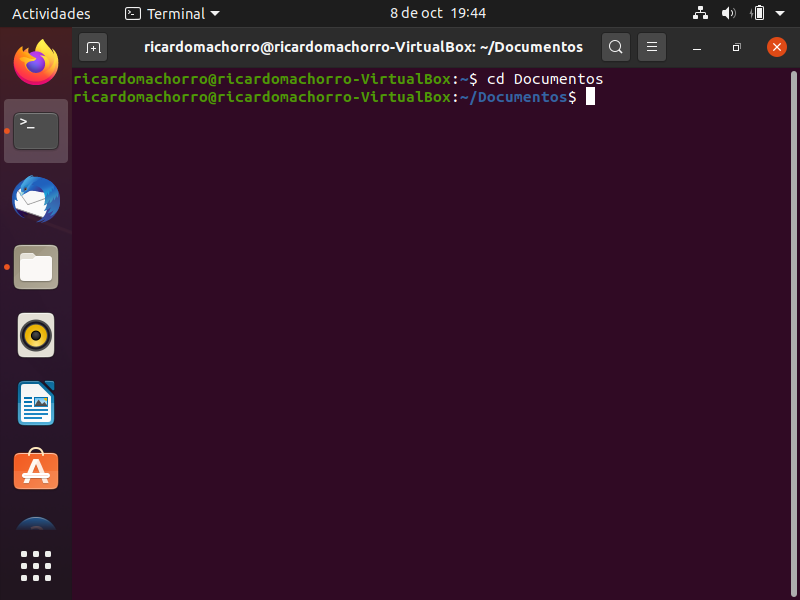 Actividades
Terminal
8 de oct 19:44
ricardomachorro@ricardomachorro-VirtualBox: ~/Documentos
ricardomachorro@ricardomachorro-VirtualBox:~$ cd Documentos
ricardomachorro@ricardomachorro-VirtualBox:~/Documentos$